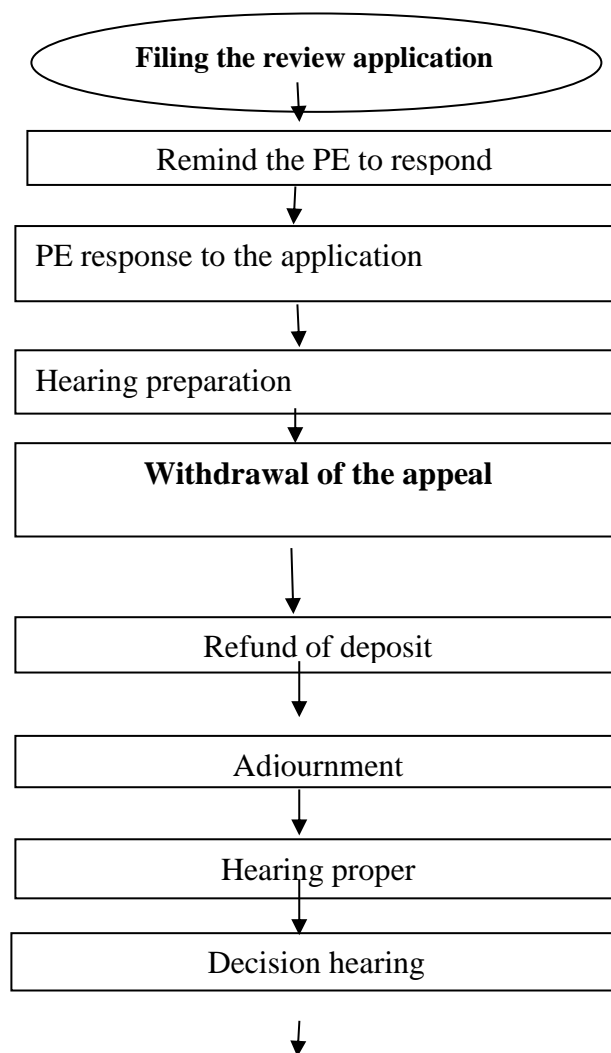 Filing the review application
Remind the PE to respond
PE response to the application
Hearing preparation
Withdrawal of the appeal
Refund of deposit
Adjournment
Hearing proper
Decision hearing